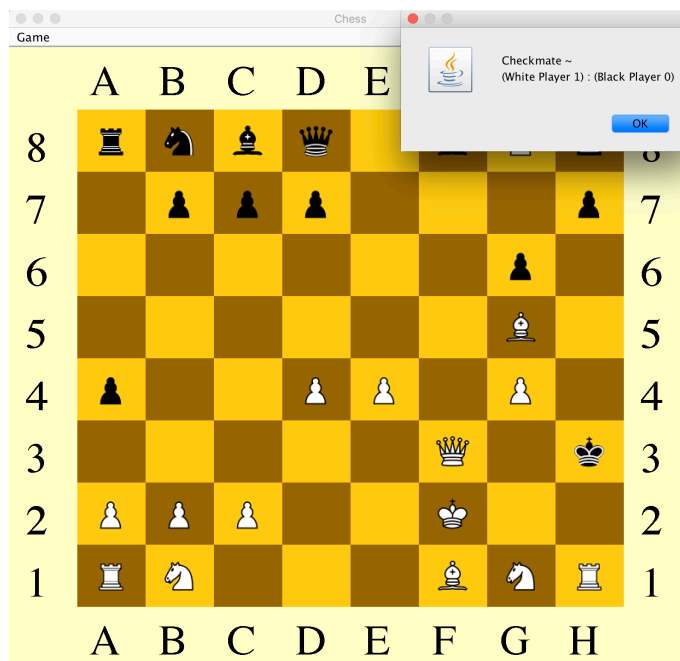 Chess
Game
Checkmate ~
(White Player 1) : (Black Player 0)
OK
A B C D E
8
7 7
6 6
5 5
4 4
3 3
2 2
1 1
A B C D E F G H